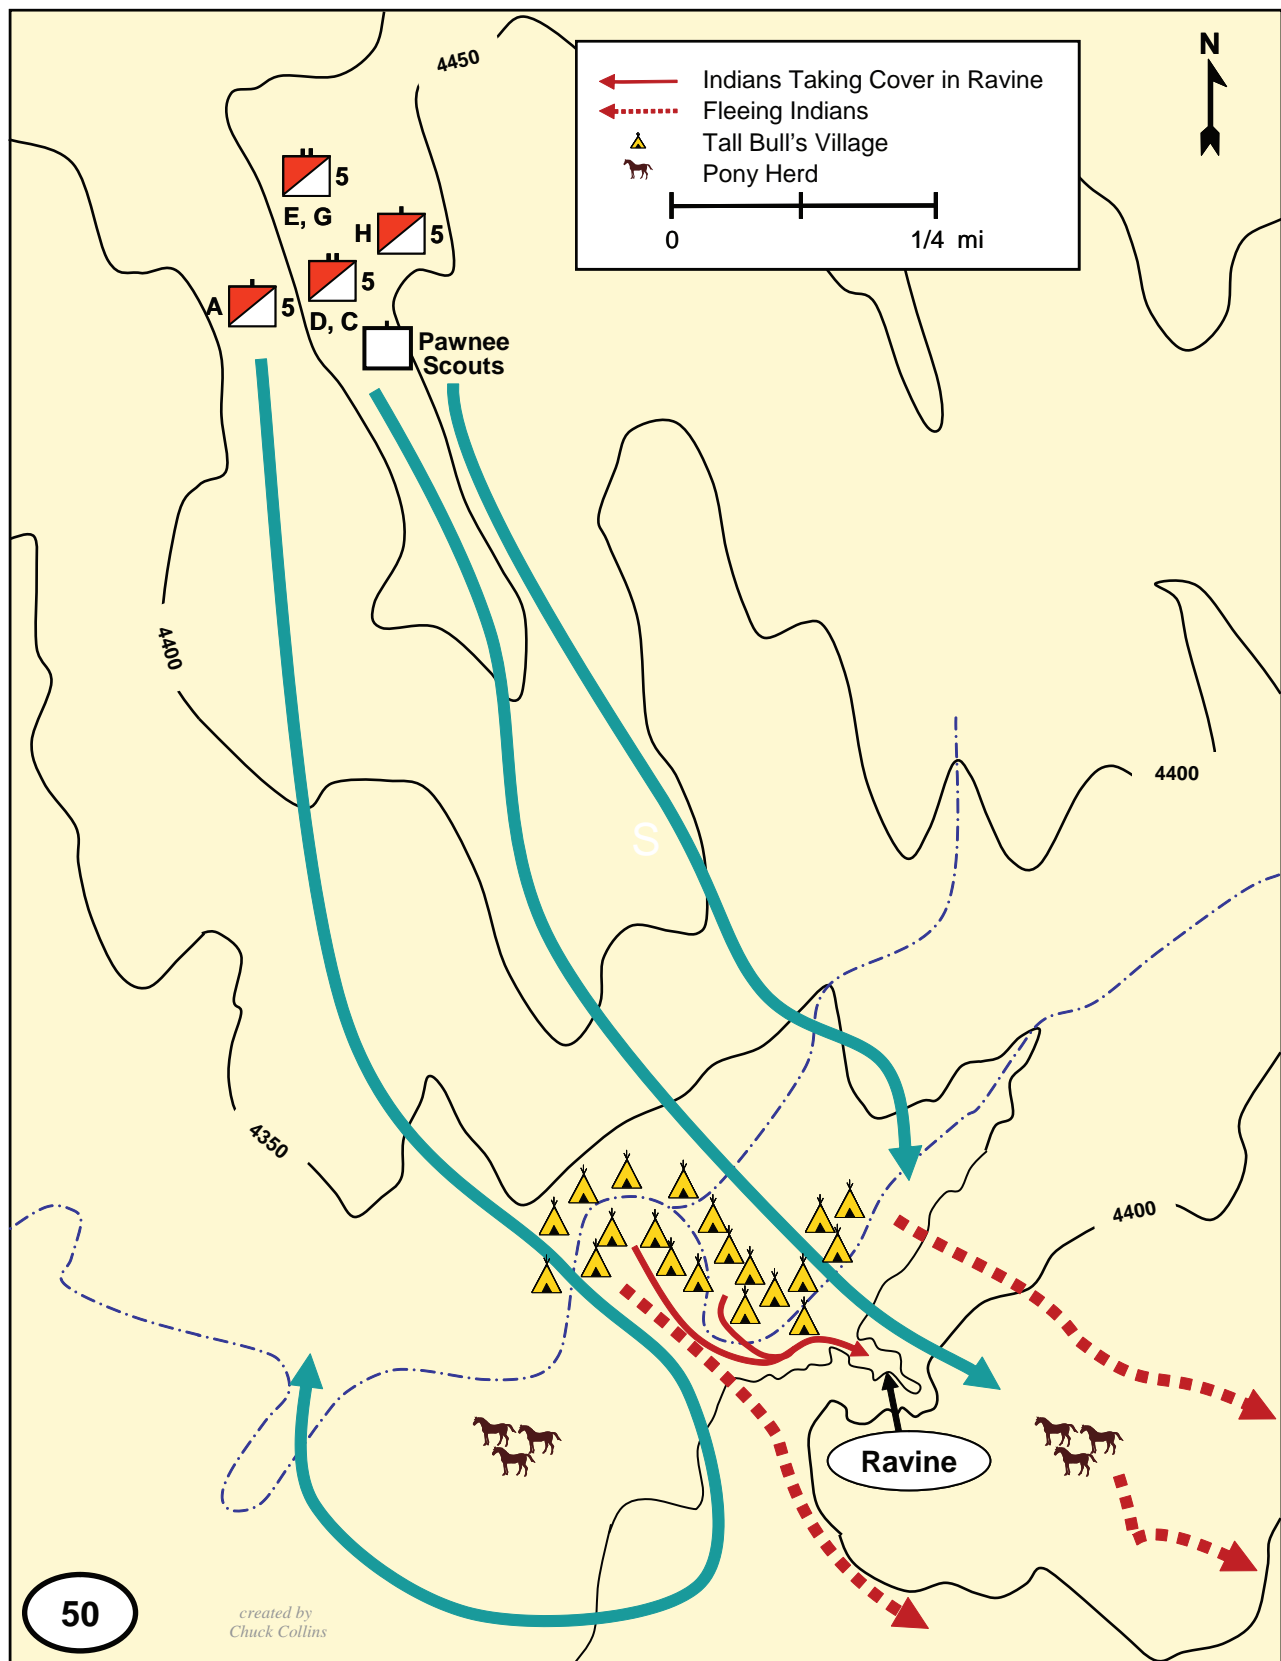 4450
N
Indians Taking Cover in Ravine
Fleeing Indians
Tall Bull's Village
Pony Herd
0
1/4 mi
5
E, G
H
5
5
D, C
A
5
Pawnee
Scouts
4400
4400
S
4350
4400
Ravine
50
created by
Chuck Collins